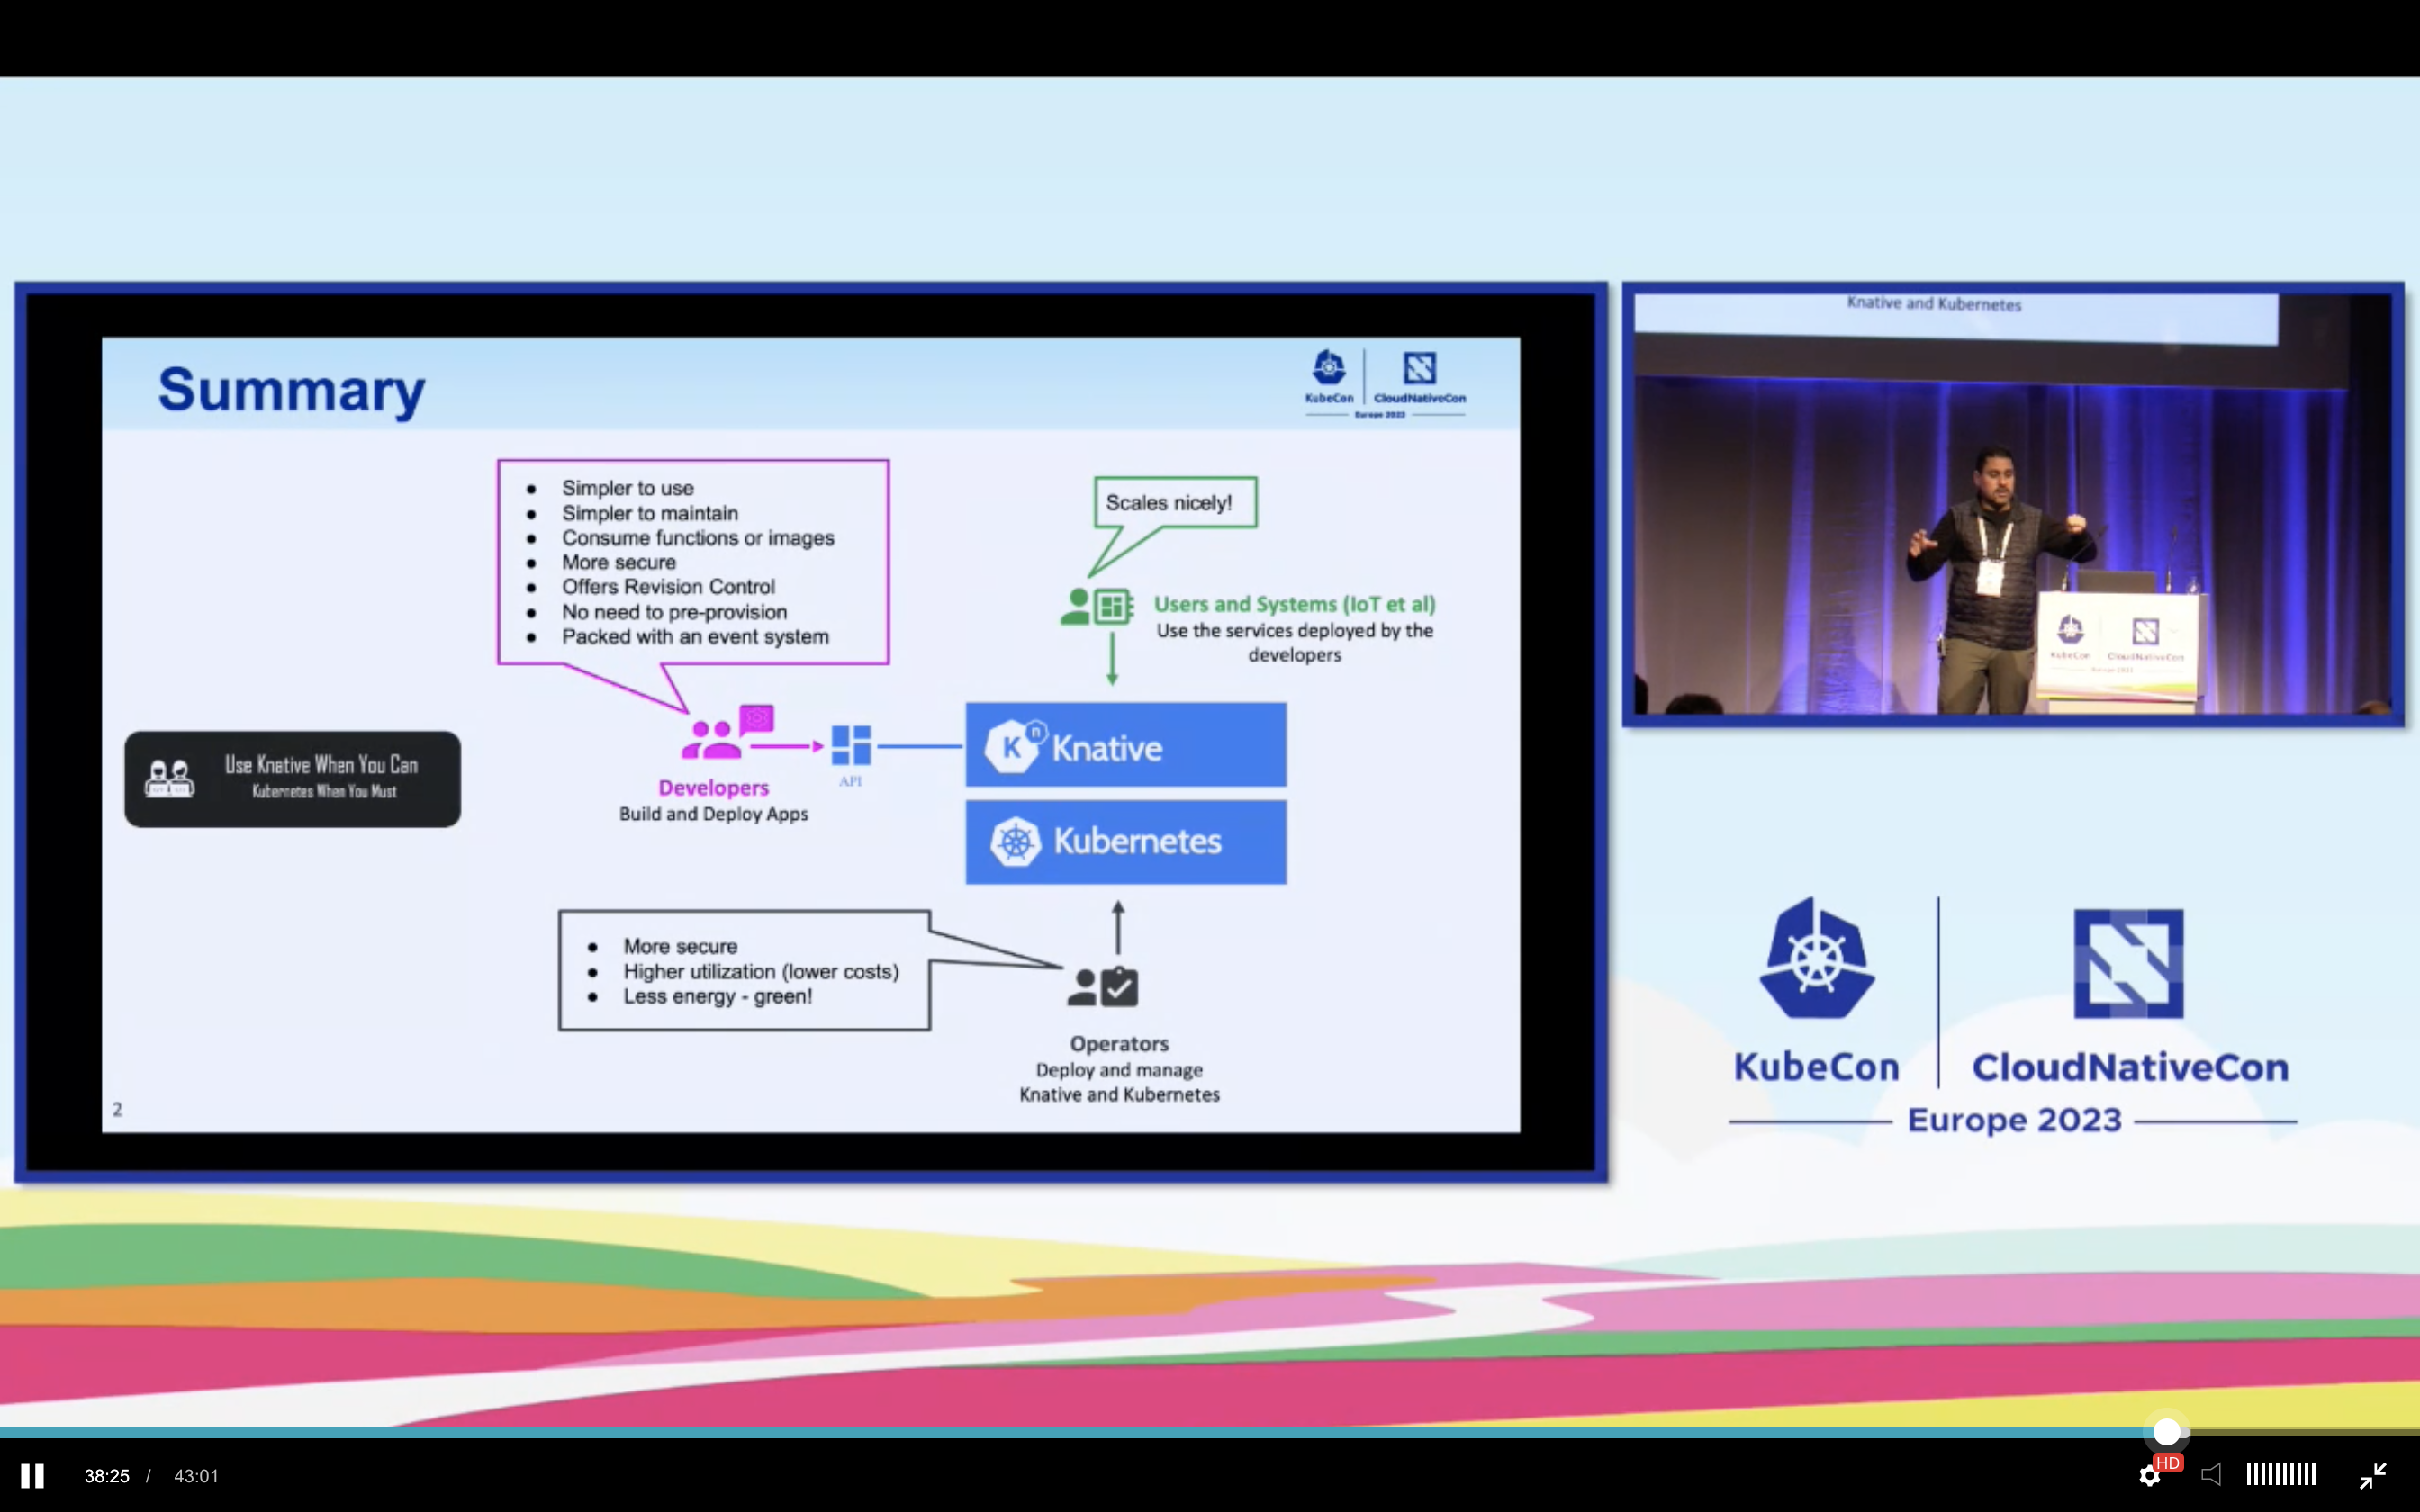 Summary
KubeCon
CloudNativeCon
Europe 2023
Simpler to use
Simpler to maintain
Consume functions or images
More secure
Offers Revision Control
No need to pre-provision
Packed with an event system
Scales nicely!
Users and Systems (IoT et al)
Use the services deployed by the
developers
Use Knative When You Can
Kubernetes When You Must
Developers
Build and Deploy Apps
API
K n Knative
Kubernetes
More secure
Higher utilization (lower costs)
Less energy - green!
Operators
Deploy and manage
Knative and Kubernetes
2
Knative and Kubernetes
KubeCon
CloudNativeCon
Europe 2023
KubeCon
CloudNativeCon
Europe 2023
38:25 / 43:01
HD